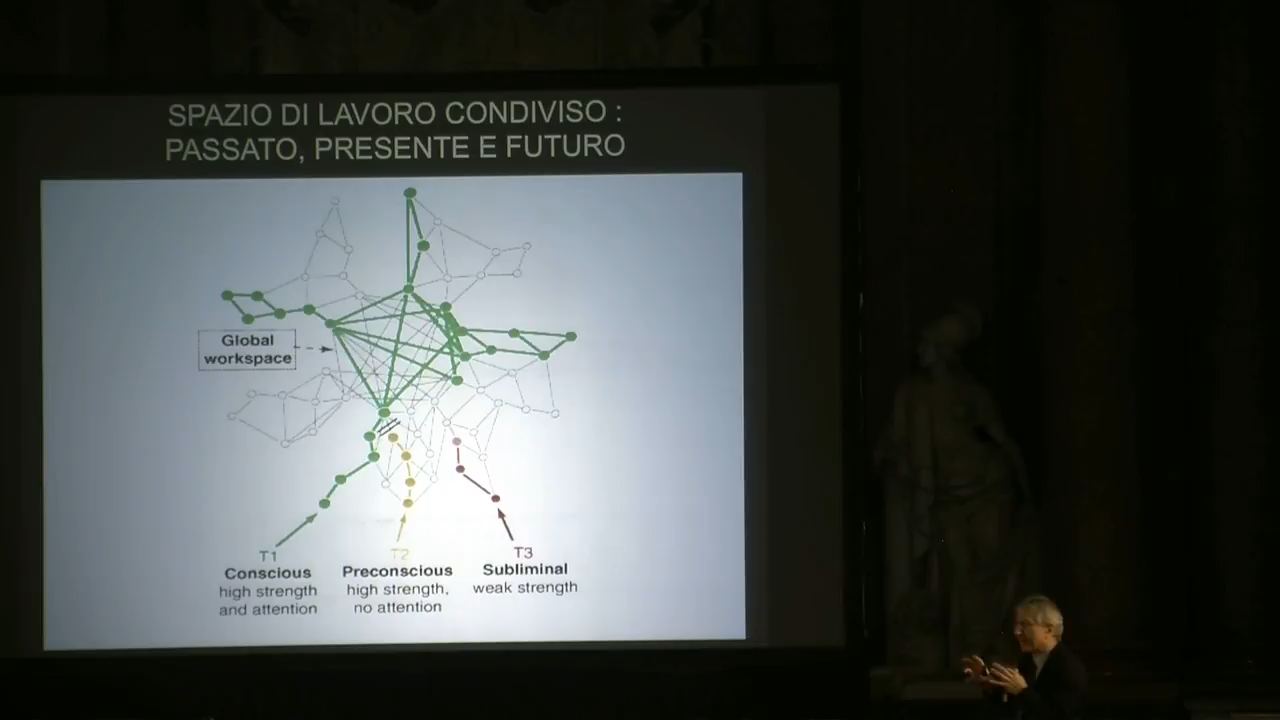 SPAZIO DI LAVORO CONDIVISO :
PASSATO, PRESENTE E FUTURO
Global
workspace
T1
Conscious
high strength
and attention
T2
Preconscious
high strength,
no attention
T3
Subliminal
weak strength